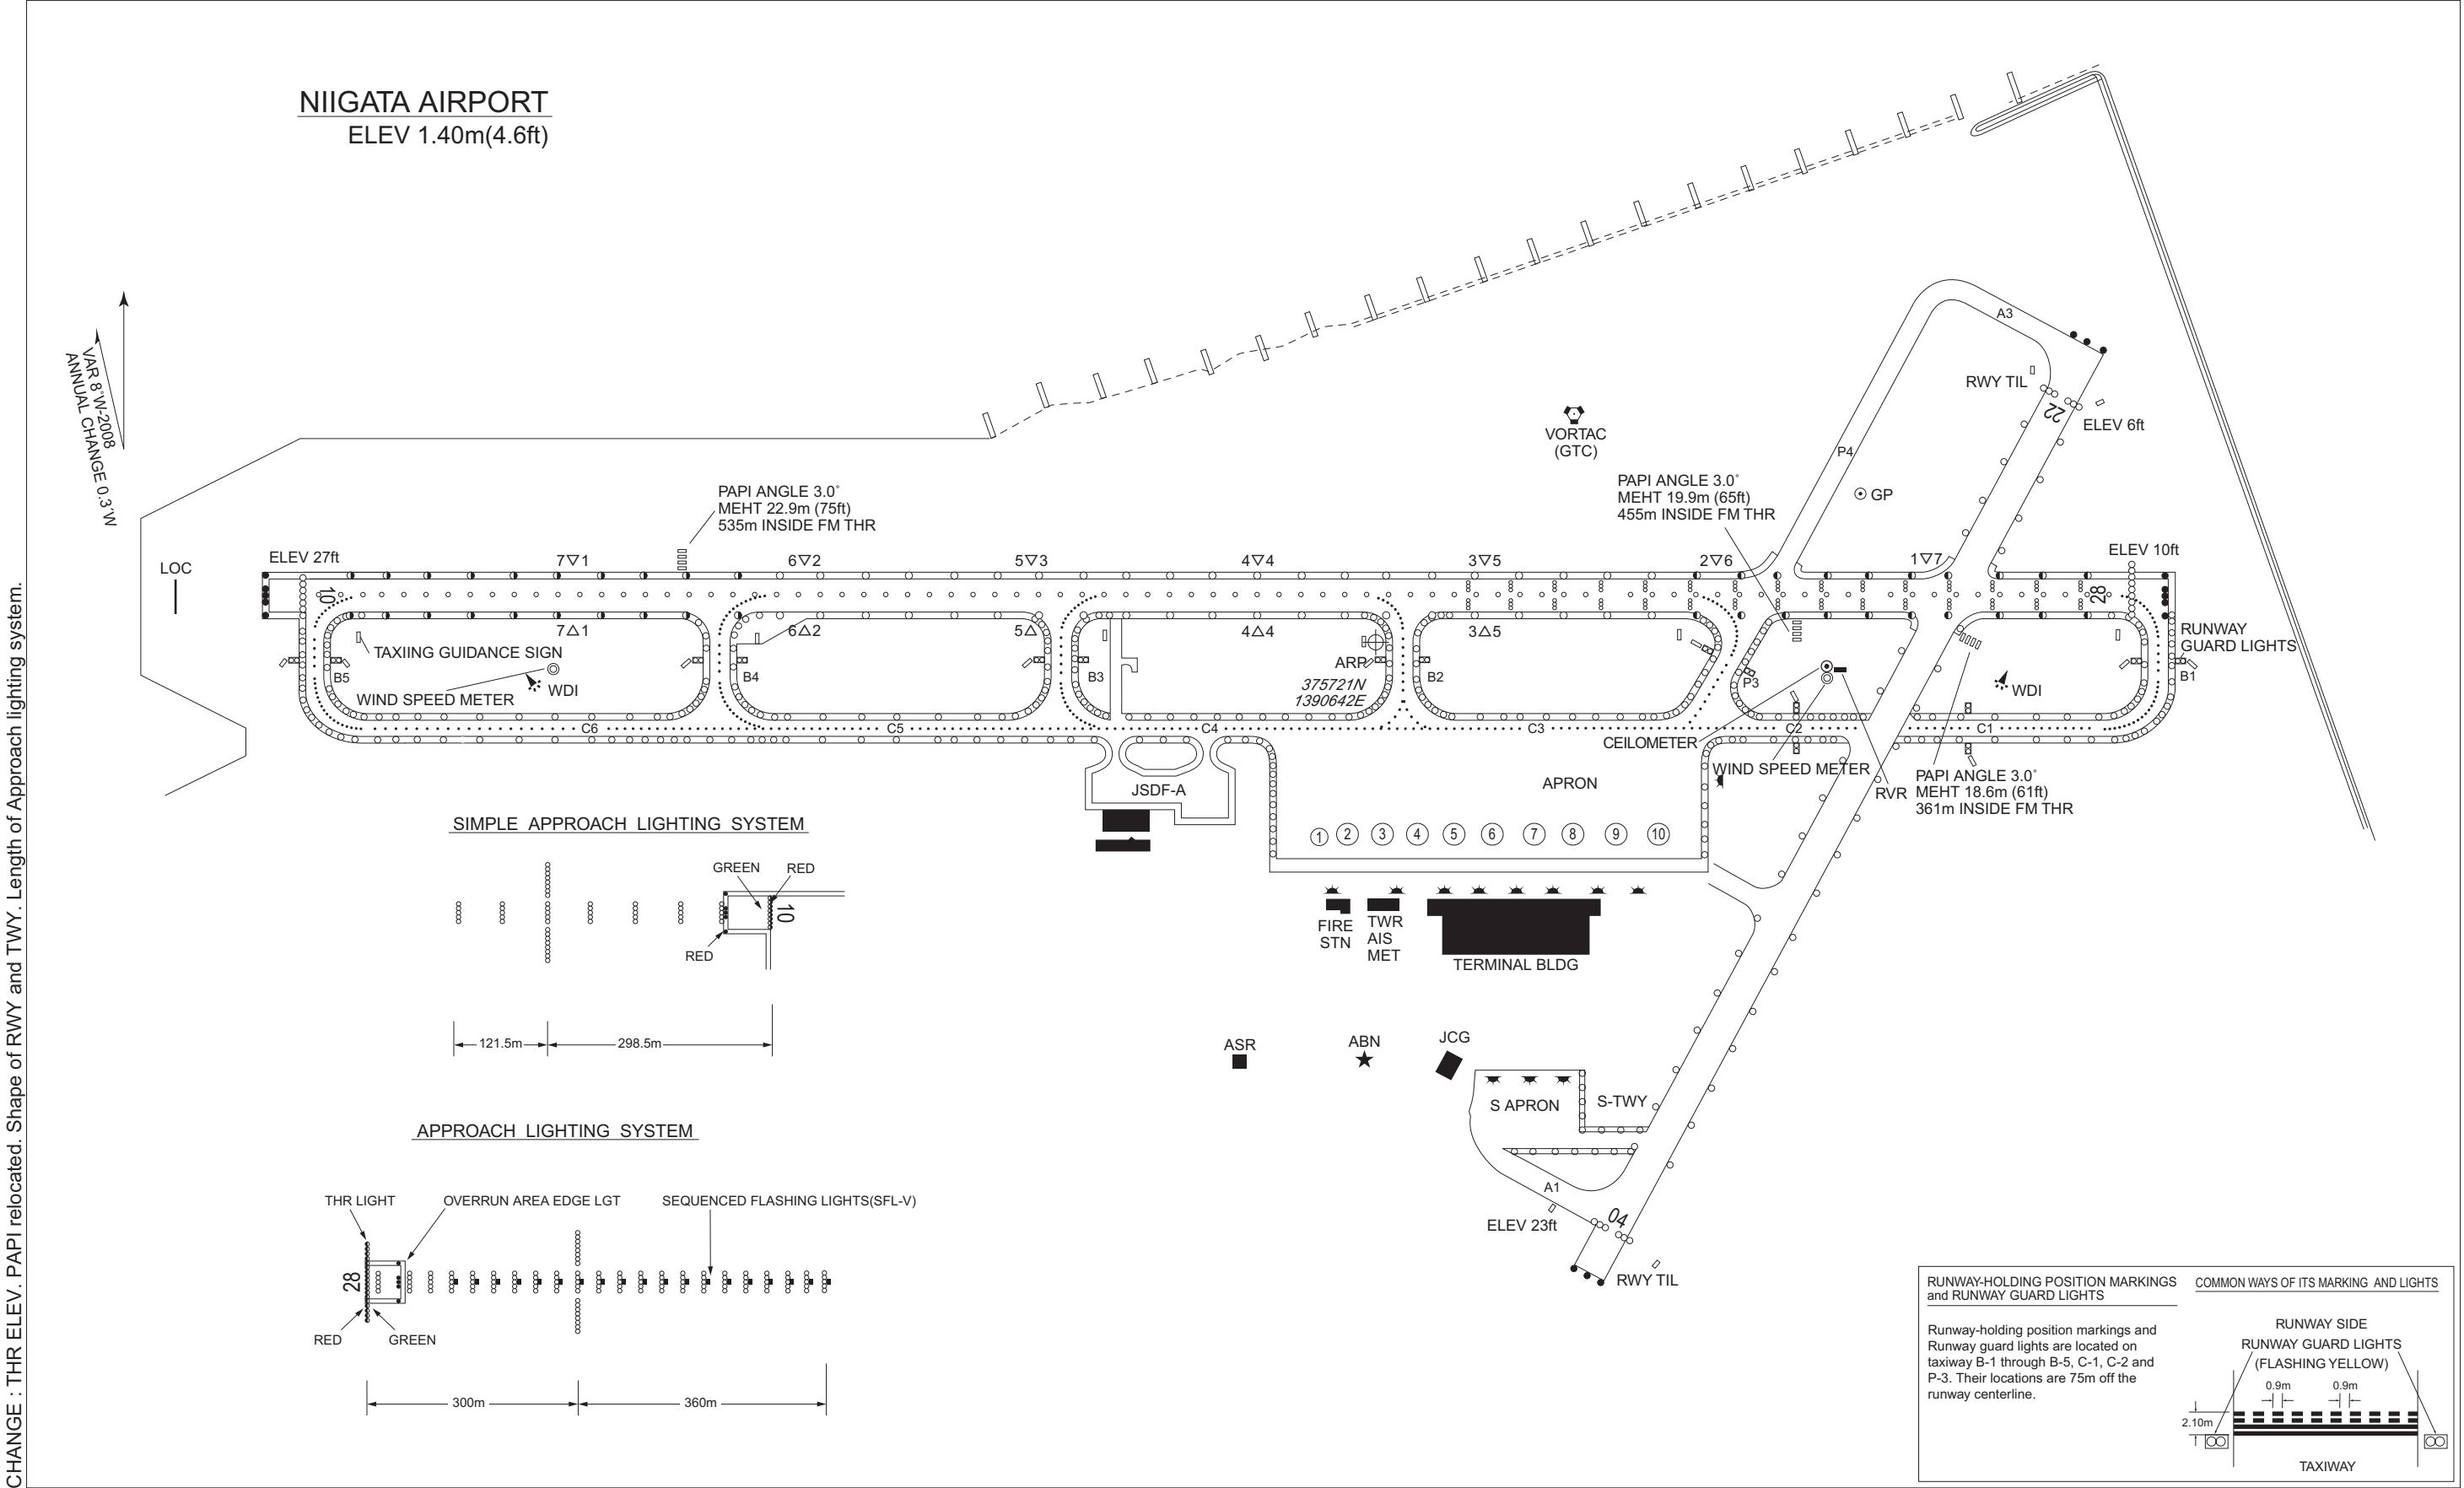 NIIGATA AIRPORT
ELEV 1.40m(4.6ft)
VAR 8°W-2008
ANNUAL CHANGE 0.3'W
CHANGE : THR ELEV. PAPI relocated. Shape of RWY and TWY. Length of Approach lighting system.
LOC
ELEV 27ft
PAPI ANGLE 3.0°
MEHT 22.9m (75ft)
535m INSIDE FM THR
VORTAC
(GTC)
PAPI ANGLE 3.0°
MEHT 19.9m (65ft)
455m INSIDE FM THR
A3
RWY TIL
22
ELEV 6ft
P4
GP
ELEV 10ft
7▽1
6▽2
5▽3
4▽4
3▽5
2▽6
1▽7
10
28
7△1
6△2
5△
4△4
3△5
TAXIING GUIDANCE SIGN
WIND SPEED METER
WDI
B5
B4
B3
ARP
375721N
1390642E
B2
P3
WDI
B1
RUNWAY
GUARD LIGHTS
C6
C5
C4
C3
C2
C1
CEILOMETER
WIND SPEED METER
RVR
PAPI ANGLE 3.0°
MEHT 18.6m (61ft)
361m INSIDE FM THR
JSDF-A
APRON
1 2 3 4 5 6 7 8 9 10
FIRE
STN
TWR
AIS
MET
TERMINAL BLDG
ASR
ABN
JCG
S APRON
S-TWY
A1
ELEV 23ft
04
RWY TIL
SIMPLE APPROACH LIGHTING SYSTEM
GREEN
RED
10
RED
121.5m
298.5m
APPROACH LIGHTING SYSTEM
THR LIGHT
OVERRUN AREA EDGE LGT
SEQUENCED FLASHING LIGHTS(SFL-V)
28
RED
GREEN
300m
360m
RUNWAY-HOLDING POSITION MARKINGS
and RUNWAY GUARD LIGHTS
Runway-holding position markings and
Runway guard lights are located on
taxiway B-1 through B-5, C-1, C-2 and
P-3. Their locations are 75m off the
runway centerline.
COMMON WAYS OF ITS MARKING AND LIGHTS
RUNWAY SIDE
RUNWAY GUARD LIGHTS
(FLASHING YELLOW)
0.9m
0.9m
2.10m
TAXIWAY